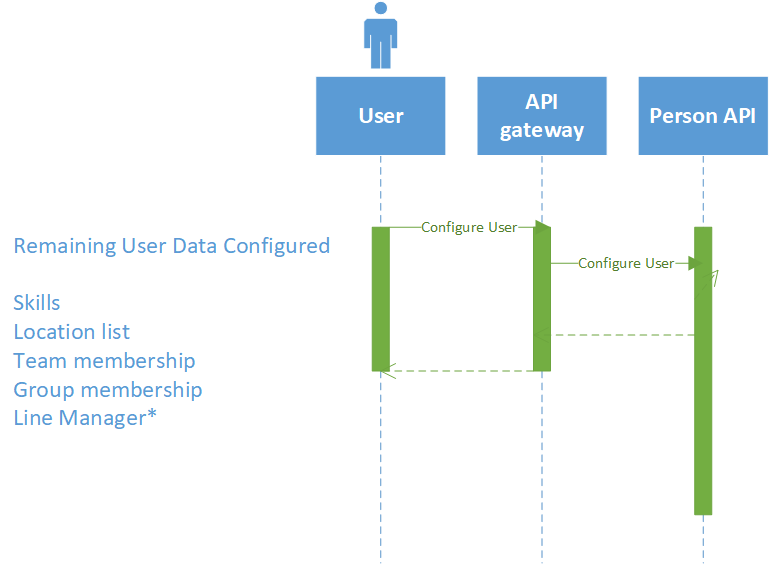 User
API
gateway
Person API
Configure User
Configure User
Remaining User Data Configured
Skills
Location list
Team membership
Group membership
Line Manager*